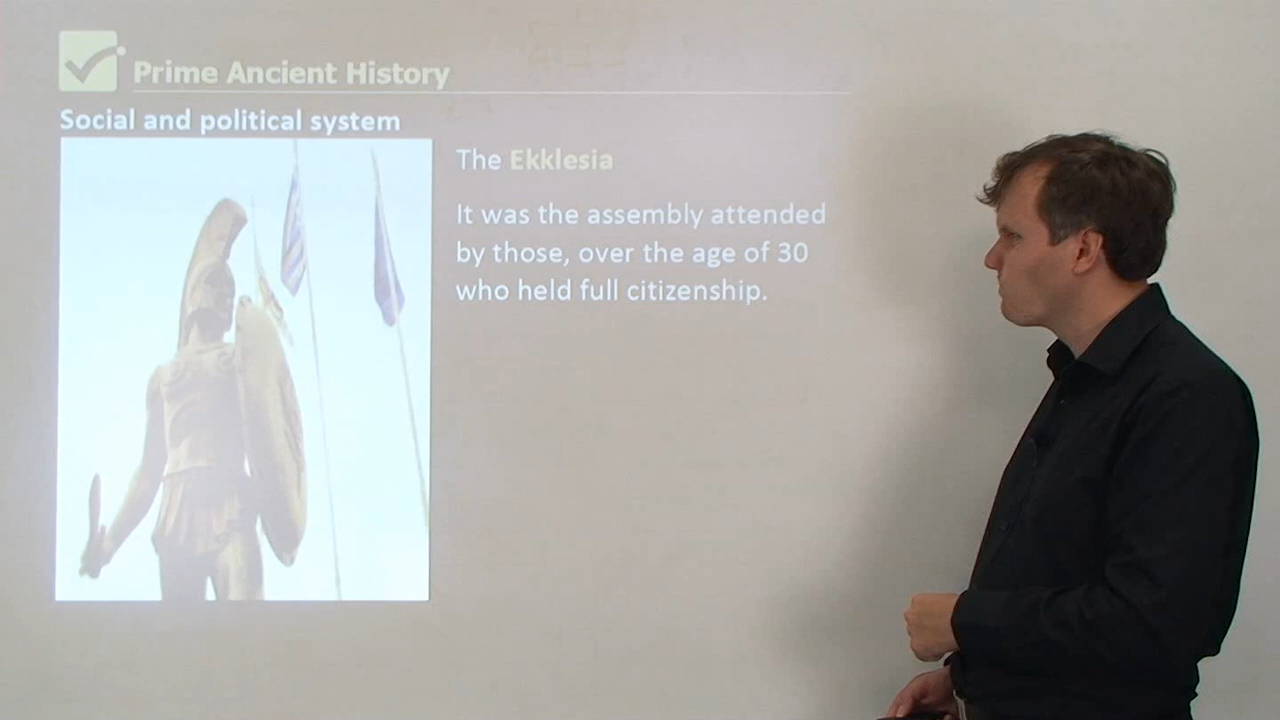 Prime Ancient History
Social and political system
The Ekklesia
It was the assembly attended
by those, over the age of 30
who held full citizenship.